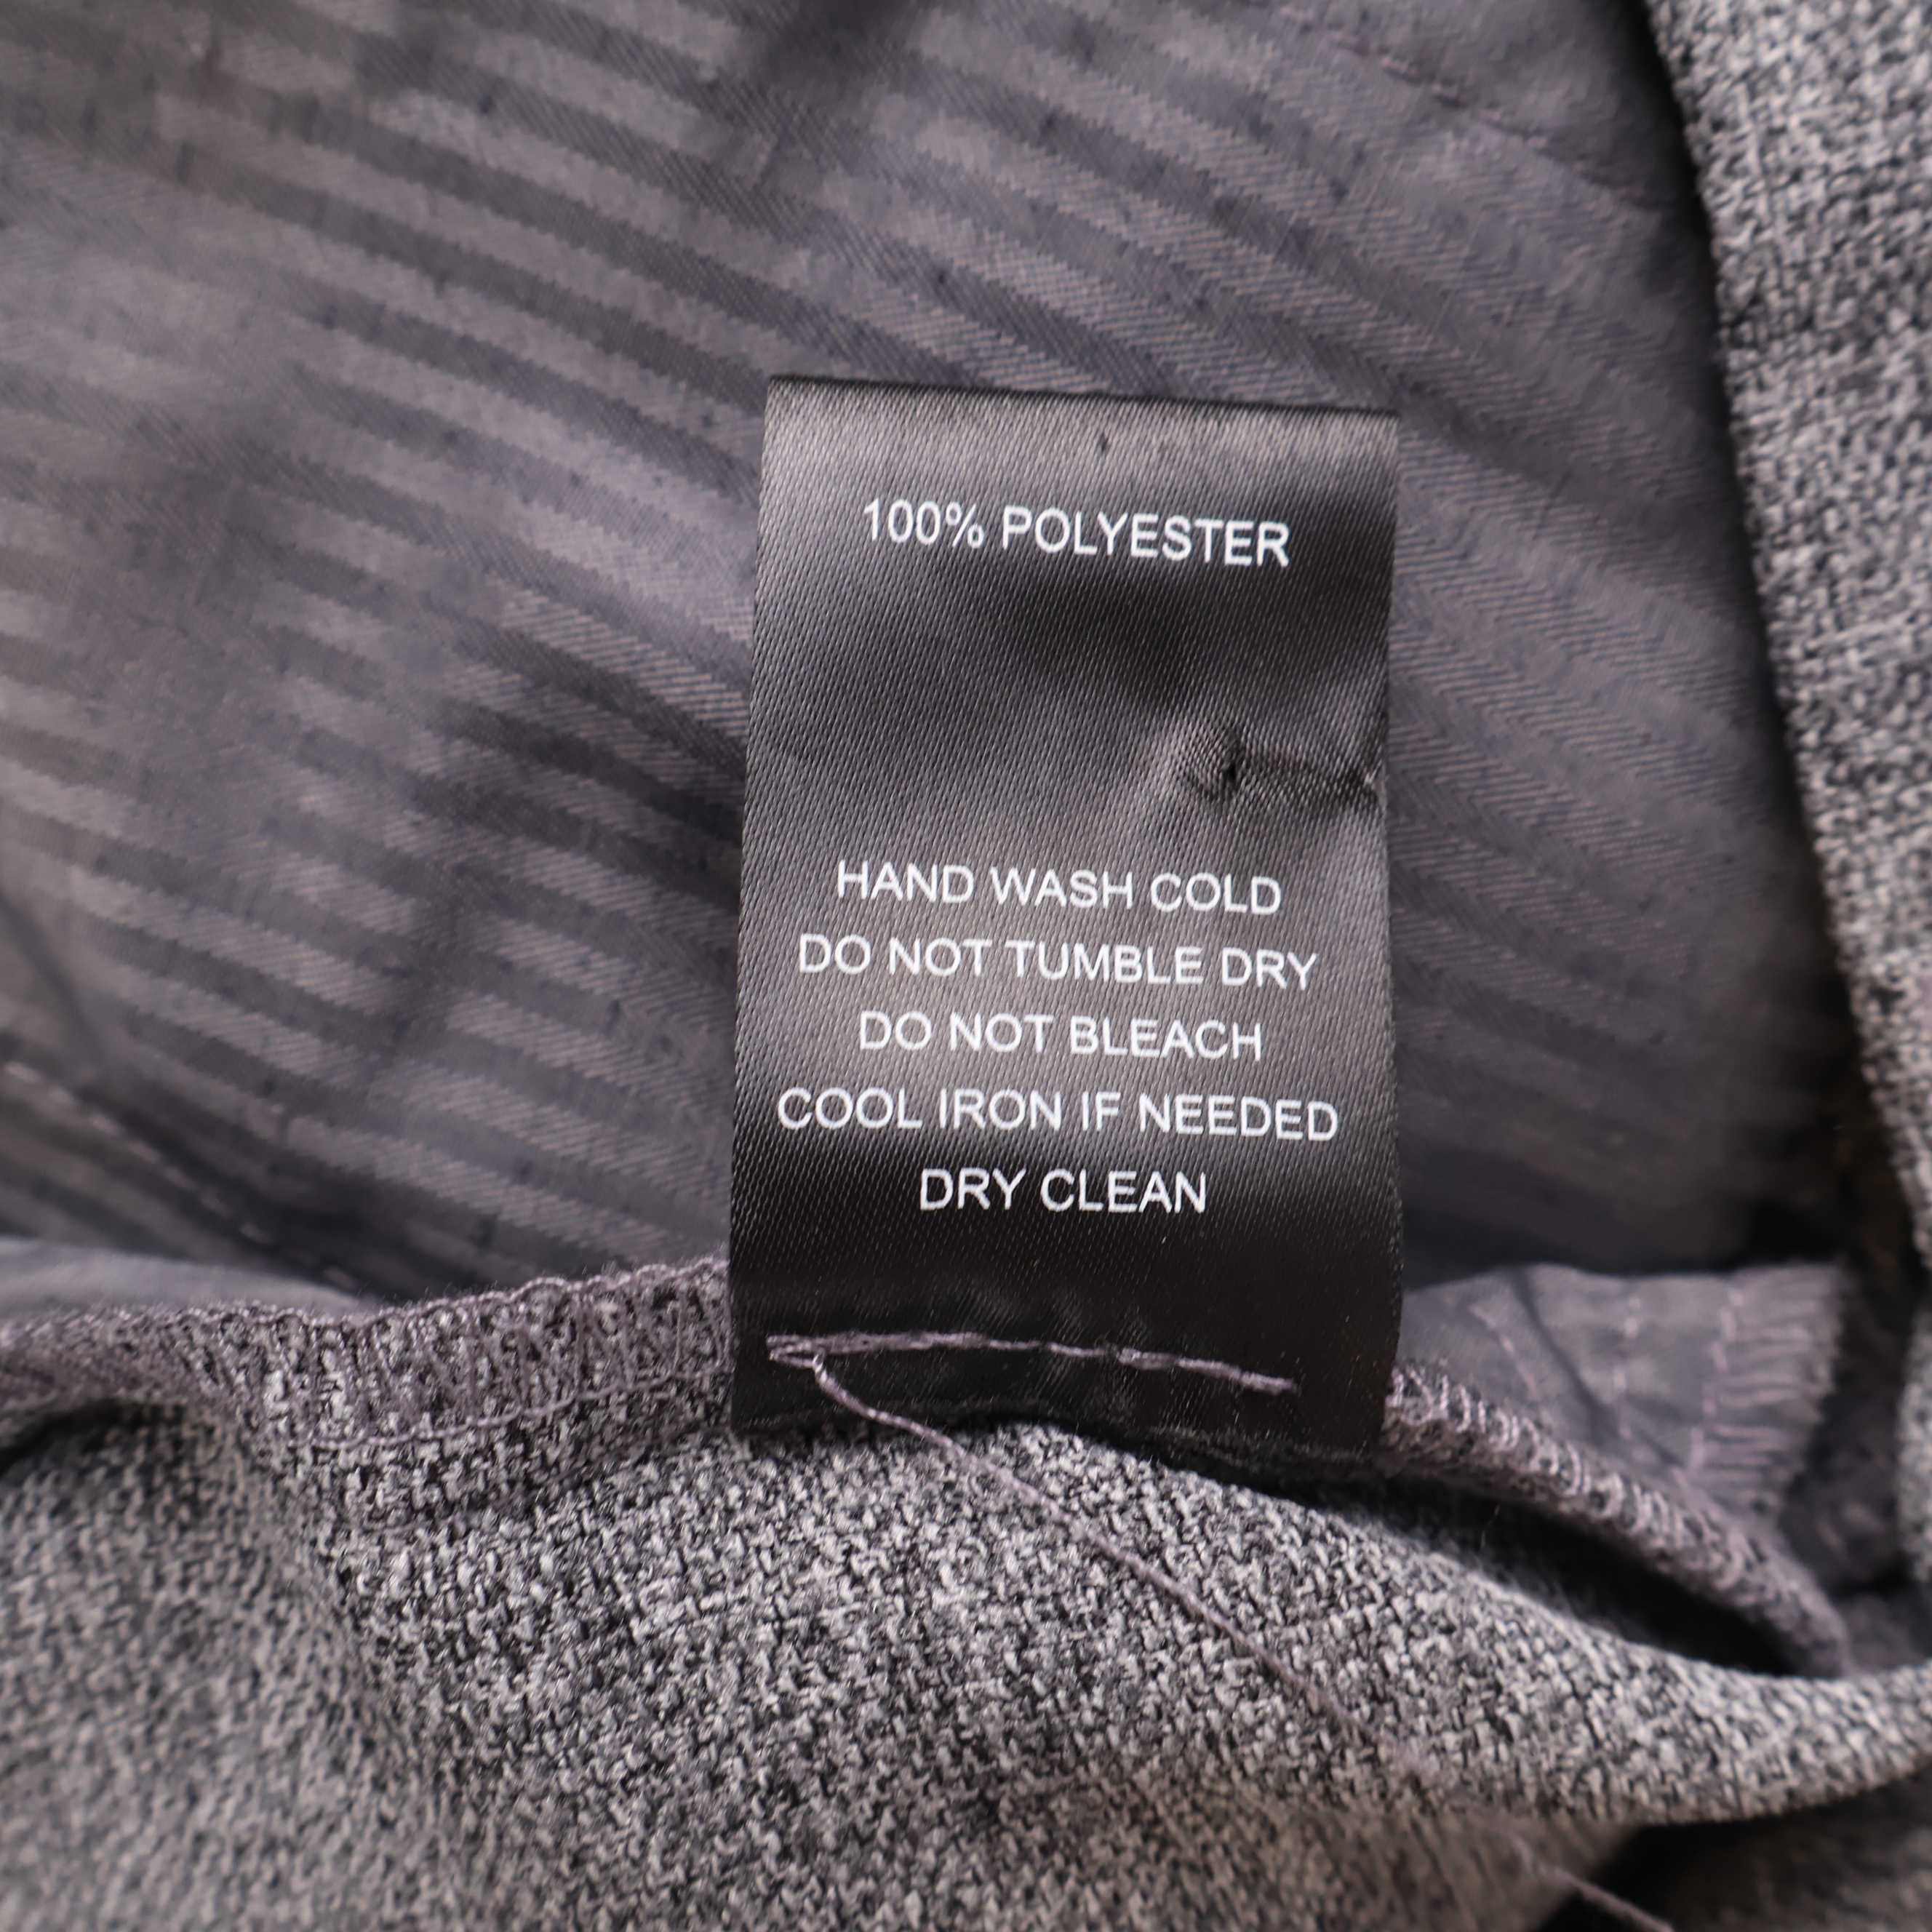 100% POLYESTER
HAND WASH COLD
DO NOT TUMBLE DRY
DO NOT BLEACH
COOL IRON IF NEEDED
DRY CLEAN